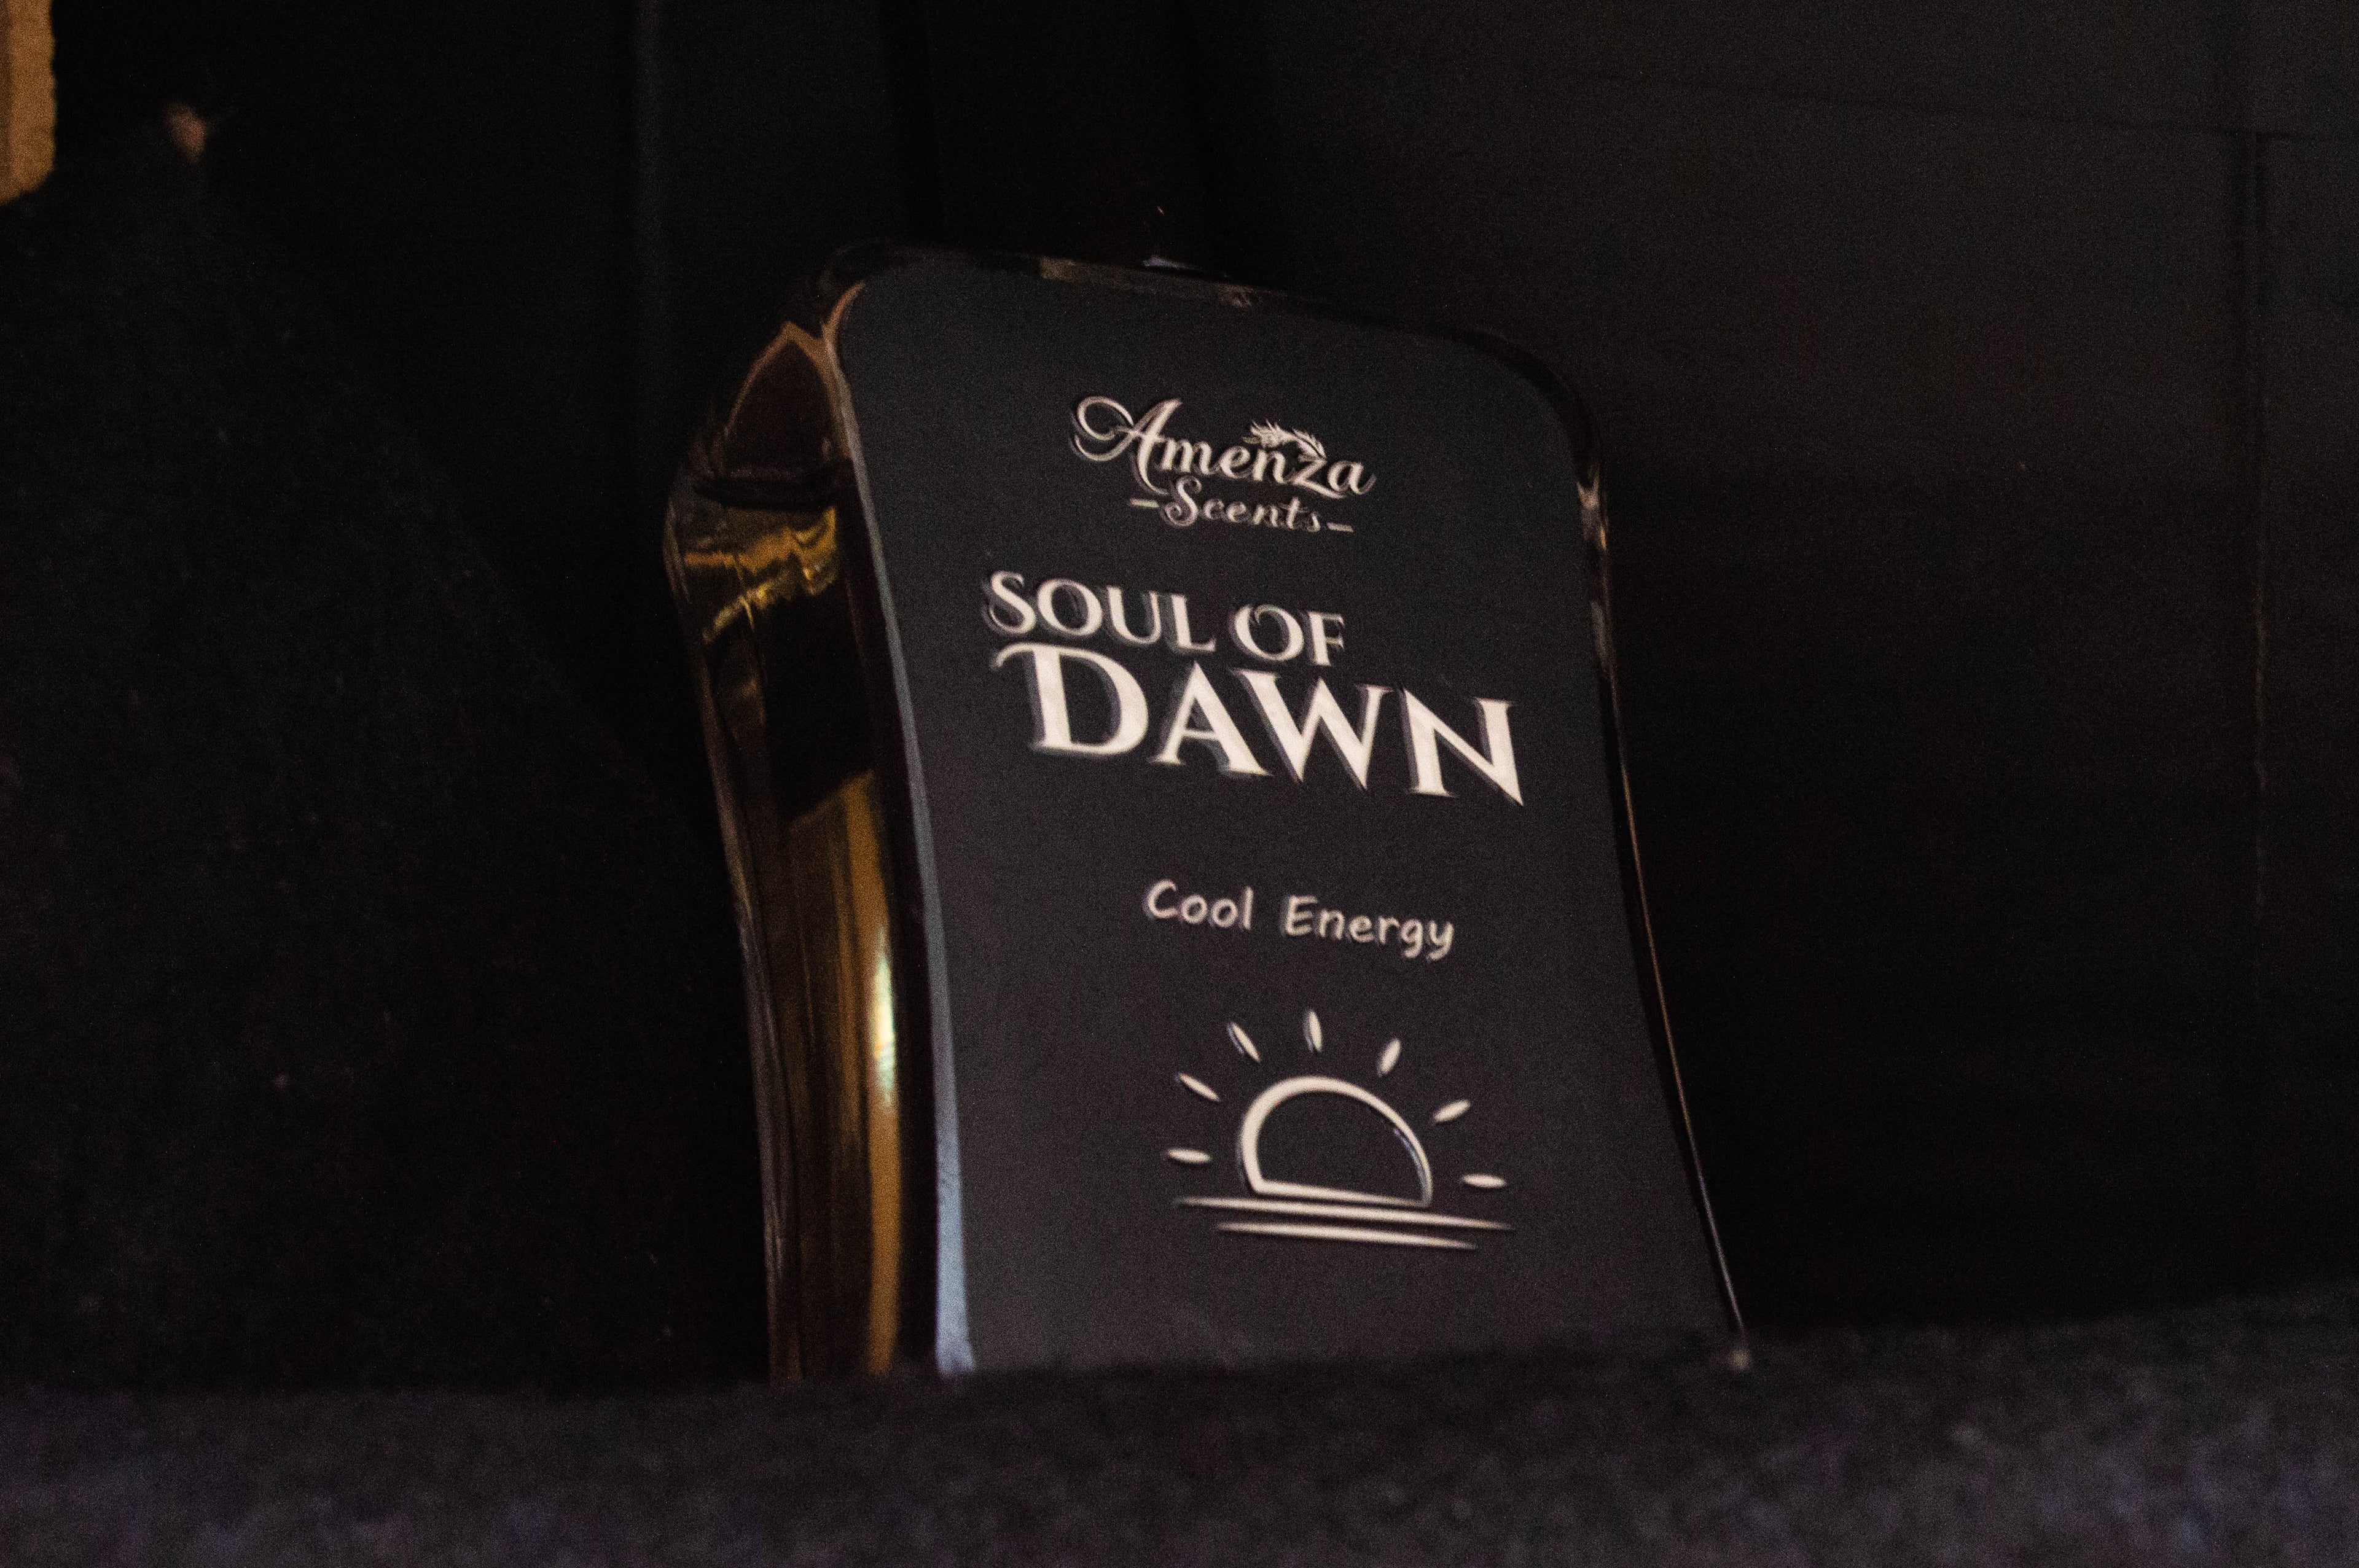 Amenza
-Scents-
SOUL OF
DAWN
Cool Energy